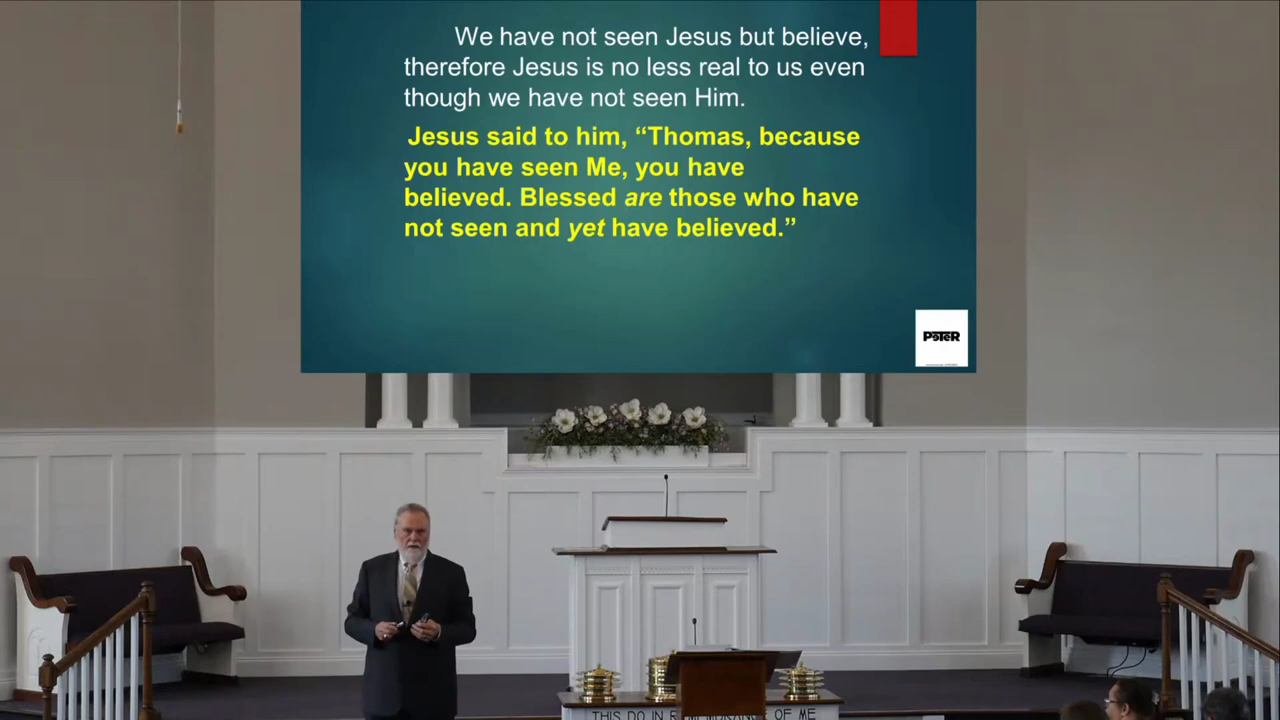 We have not seen Jesus but believe,
therefore Jesus is no less real to us even
though we have not seen Him.
Jesus said to him, “Thomas, because
you have seen Me, you have
believed. Blessed are those who have
not seen and yet have believed.”
PeTeR
THIS DO IN OF ME